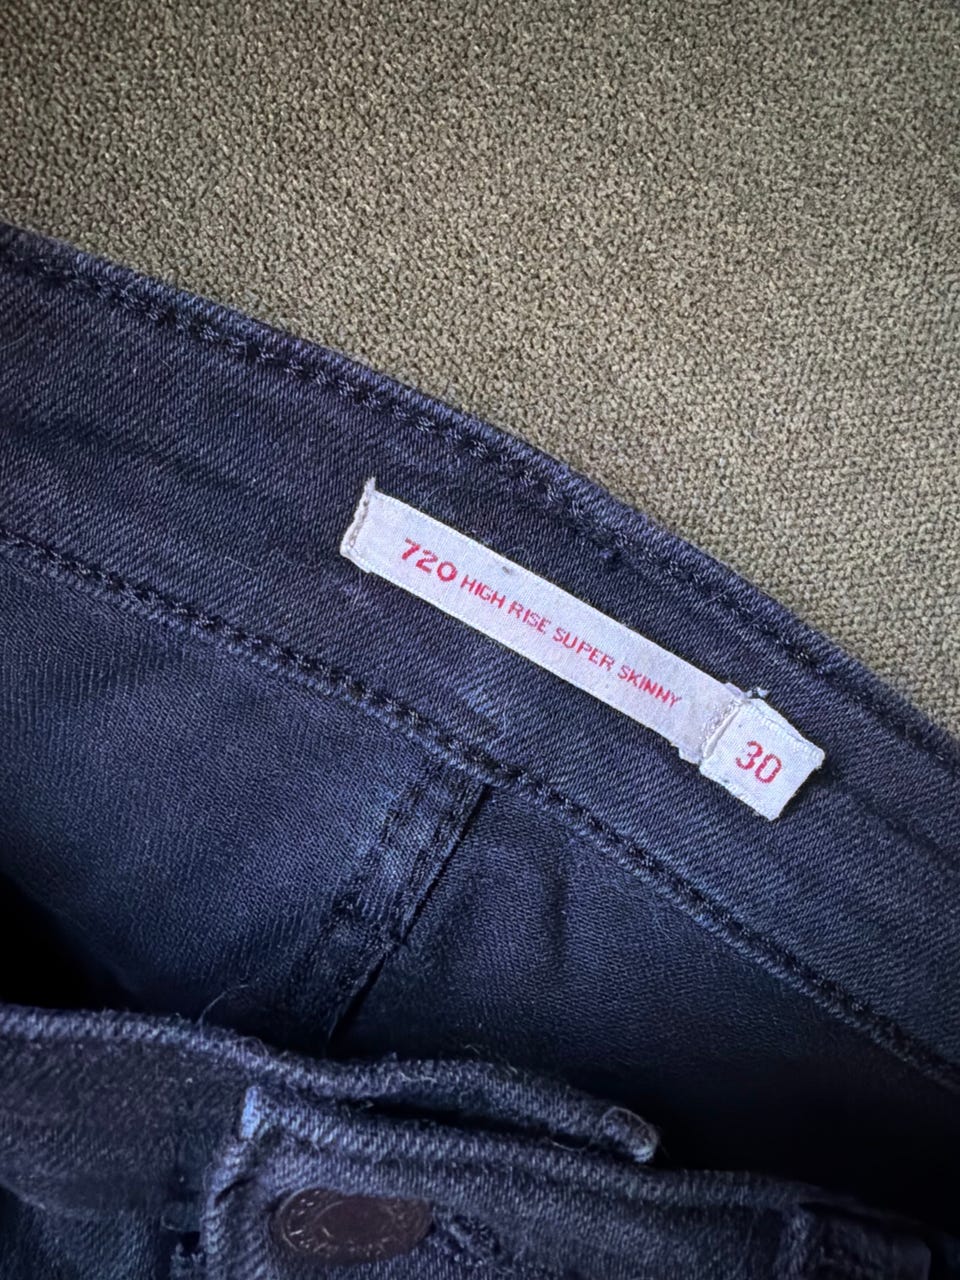 720 HIGH RISE SUPER SKINNY
30